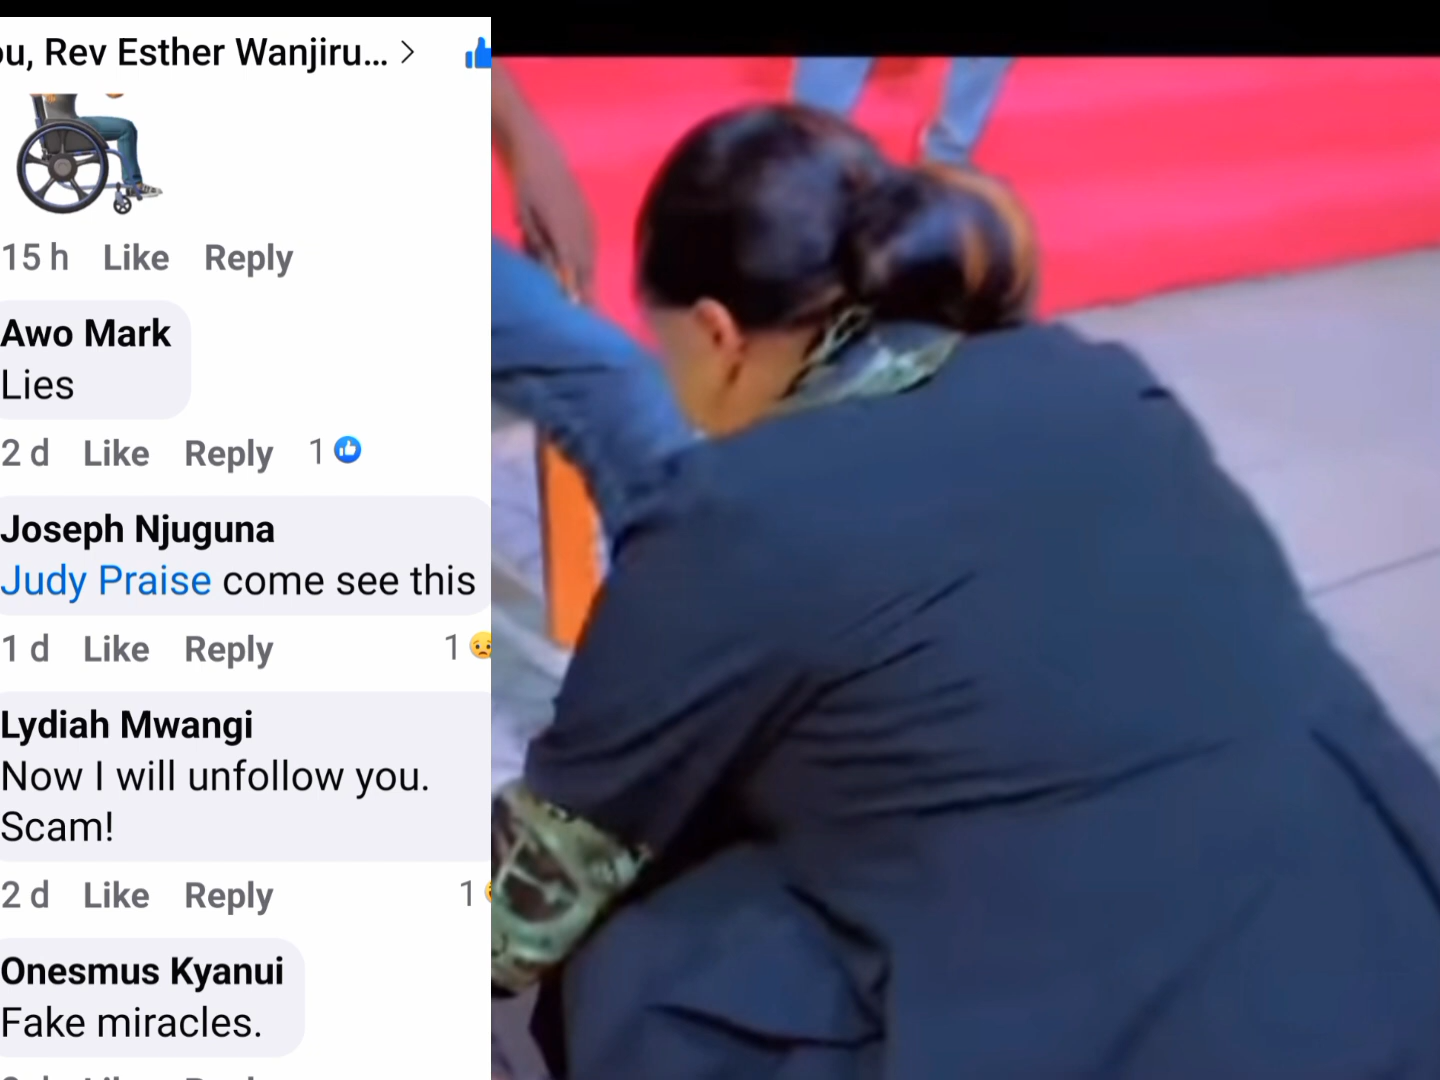 ou, Rev Esther Wanjiru...
15 h Like Reply
Awo Mark
Lies
2 d Like Reply 1
Joseph Njuguna
Judy Praise come see this
1 d Like Reply 1
Lydiah Mwangi
Now I will unfollow you.
Scam!
2 d Like Reply 1
Onesmus Kyanui
Fake miracles.